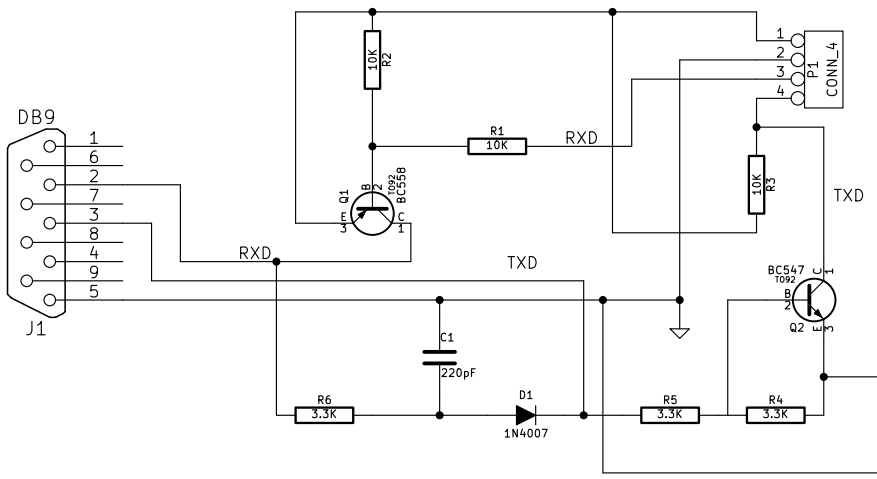 DB9
1
6
2
7
3
8
4
9
5
J1
RXD
TXD
10K
R2
R1
10K
RXD
Q1
B
2
TO92
BC558
E
3
C
1
1
2
3
4
P1
CONN_4
10K
R3
TXD
BC547
TO92
C
1
B
2
Q2
E
3
C1
220pF
R6
3.3K
D1
1N4007
R5
3.3K
R4
3.3K